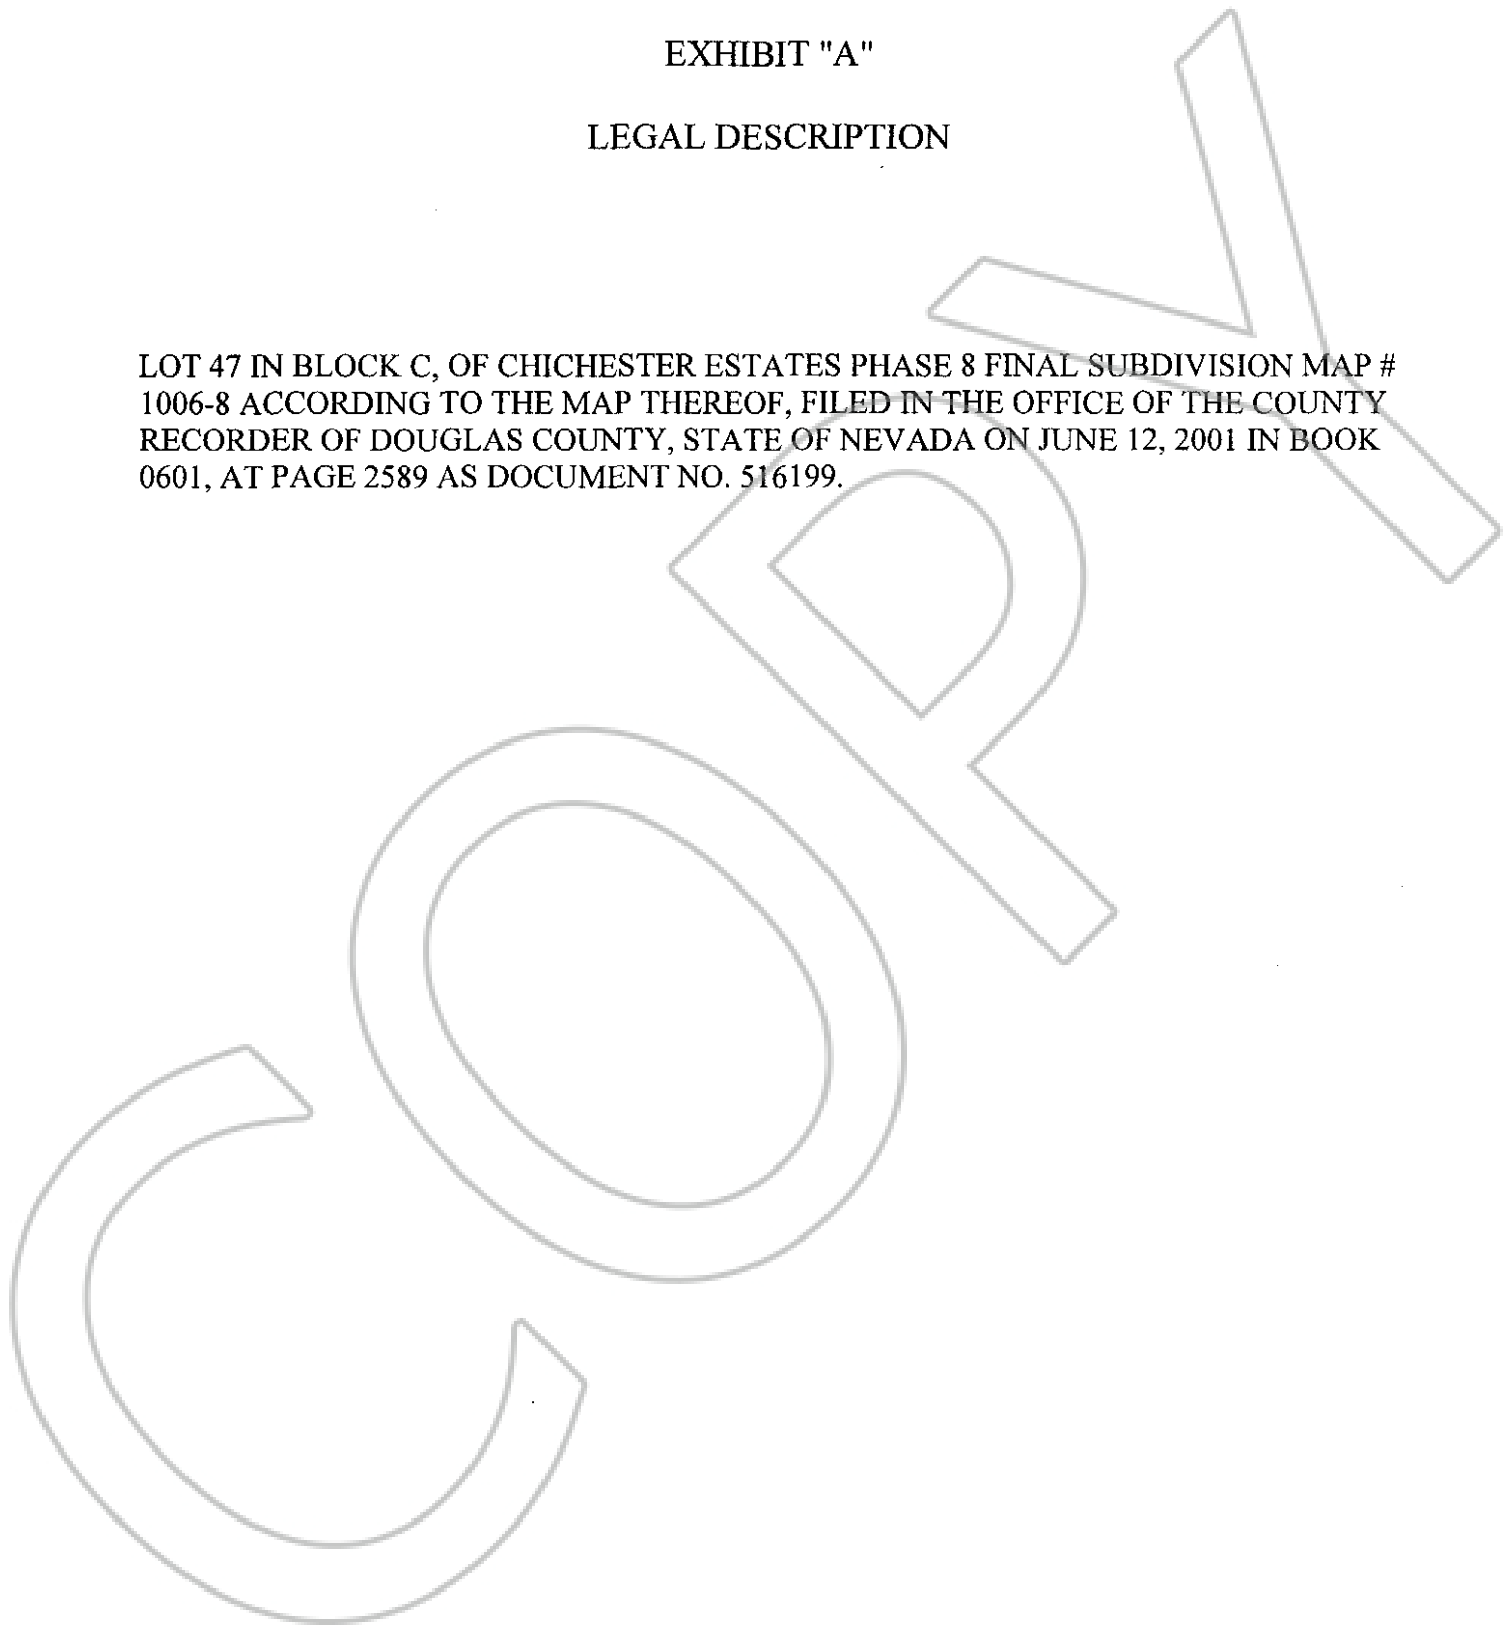 EXHIBIT "A"
LEGAL DESCRIPTION
LOT 47 IN BLOCK C, OF CHICHESTER ESTATES PHASE 8 FINAL SUBDIVISION MAP #
1006-8 ACCORDING TO THE MAP THEREOF, FILED IN THE OFFICE OF THE COUNTY
RECORDER OF DOUGLAS COUNTY, STATE OF NEVADA ON JUNE 12, 2001 IN BOOK
0601, AT PAGE 2589 AS DOCUMENT NO. 516199.
COPY